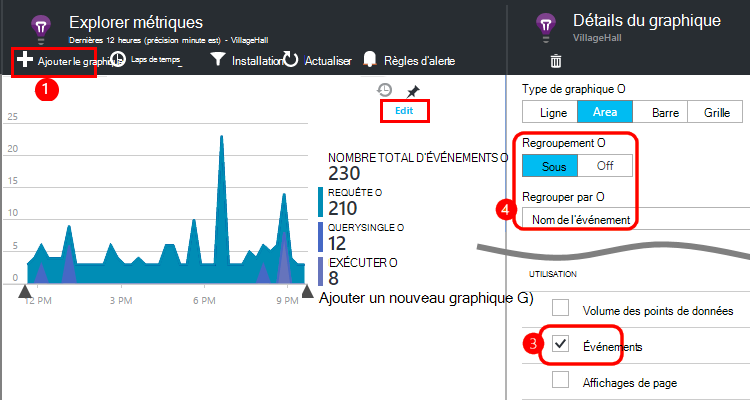 Explorer métriques
Dernières 12 heures (précision minute est) - VillageHall
Ajouter le graphique
Laps de temps
Installation
Actualiser
Règles d'alerte
1
Edit
25
20
15
10
5
0
12 PM
3 PM
6 PM
9 PM
NOMBRE TOTAL D'ÉVÉNEMENTS O
230
REQUÊTE O
210
QUERYSINGLE O
12
EXÉCUTER O
8
Ajouter un nouveau graphique G)
Détails du graphique
VillageHall
Type de graphique O
Ligne
Area
Barre
Grille
Regroupement O
Sous
Off
Regrouper par O
4
Nom de l'événement
UTILISATION
Volume des points de données
3
Événements
Affichages de page